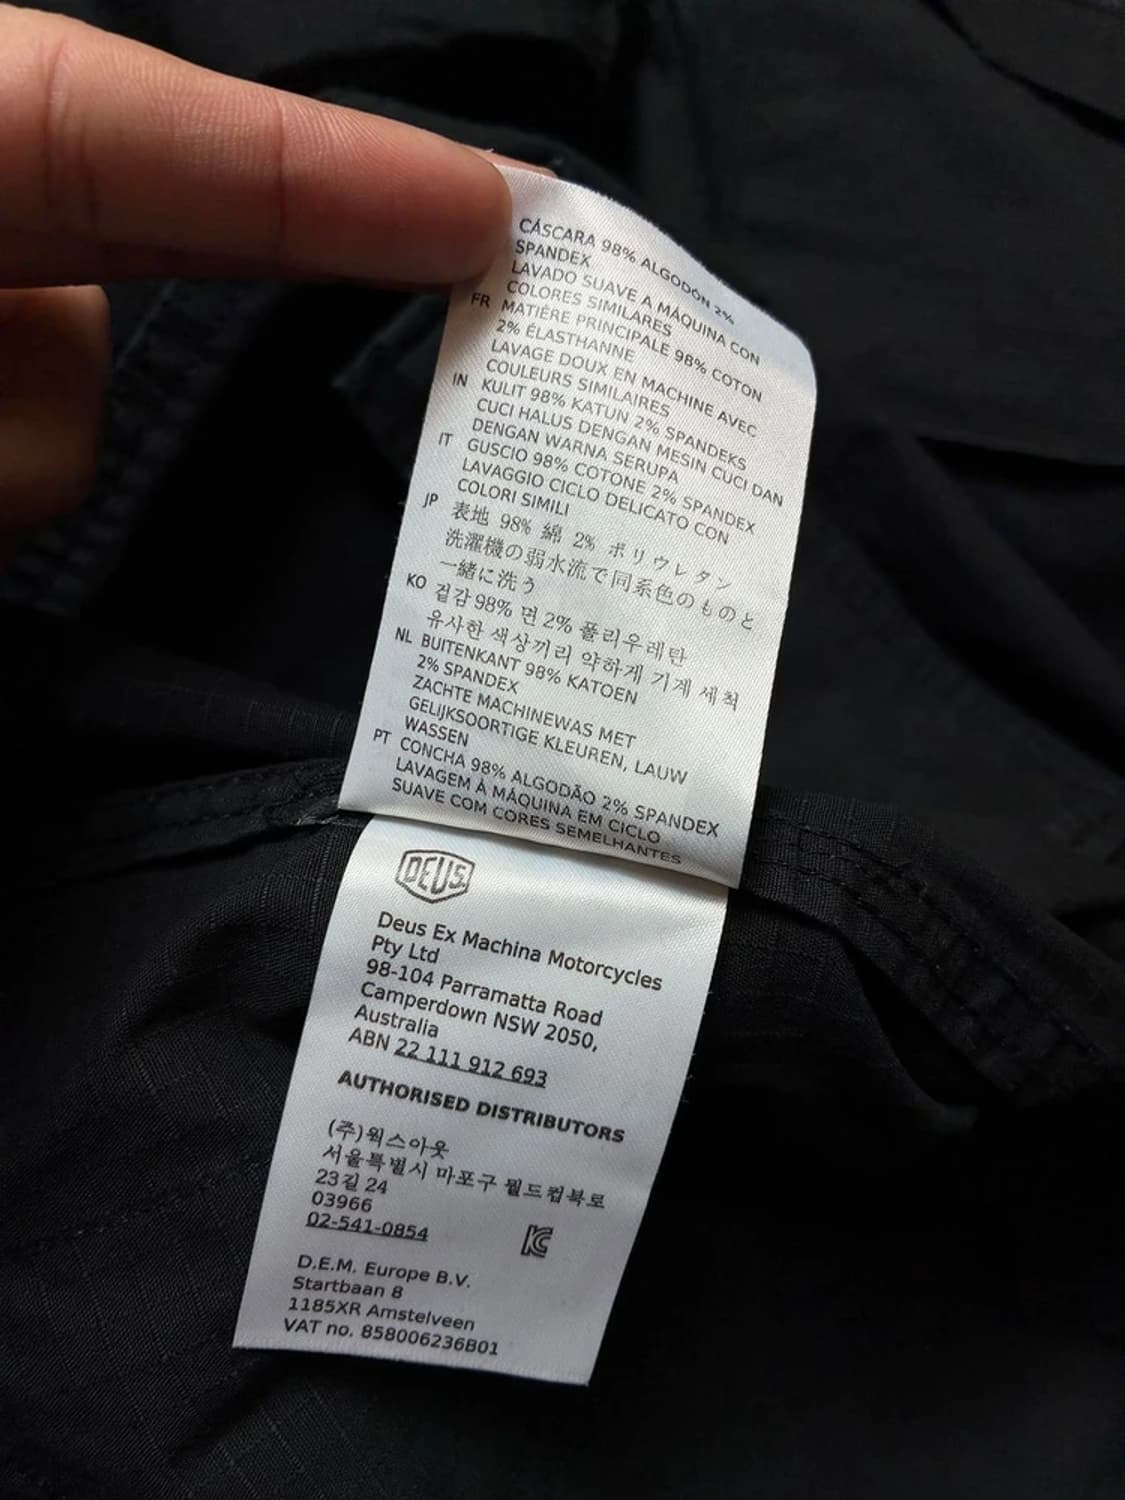 CÁSCARA 98% ALGODÓN 2%
SPANDEX
LAVADO SUAVE A MÁQUINA CON
COLORES SIMILARES
FR MATIÈRE PRINCIPALE 98% COTON
2% ÉLASTHANNE
LAVAGE DOUX EN MACHINE AVEC
COULEURS SIMILAIRES
IN KULIT 98% KATUN 2% SPANDEKS
CUCI HALUS DENGAN MESIN CUCI DAN
DENGAN WARNA SERUPA
IT GUSCIO 98% COTONE 2% SPANDEX
LAVAGGIO CICLO DELICATO CON
COLORI SIMILI
JP 表地 98% 綿 2% ポリウレタン
洗濯機の弱水流で同系色のものと
一緒に洗う
KO 겉감 98% 면 2% 폴리우레탄
유사한 색상끼리 약하게 기계 세척
NL BUITENKANT 98% KATOEN
2% SPANDEX
ZACHTE MACHINEWAS MET
GELIJKSOORTIGE KLEUREN, LAUW
WASSEN
PT CONCHA 98% ALGODÃO 2% SPANDEX
LAVAGEM À MÁQUINA EM CICLO
SUAVE COM CORES SEMELHANTES
DEUS.
Deus Ex Machina Motorcycles
Pty Ltd
98-104 Parramatta Road
Camperdown NSW 2050,
Australia
ABN 22 111 912 693
AUTHORISED DISTRIBUTORS
(주)웍스아웃
서울특별시 마포구 월드컵북로
23길 24
03966
02-541-0854
D.E.M. Europe B.V.
Startbaan 8
1185XR Amstelveen
VAT no. 858006236B01